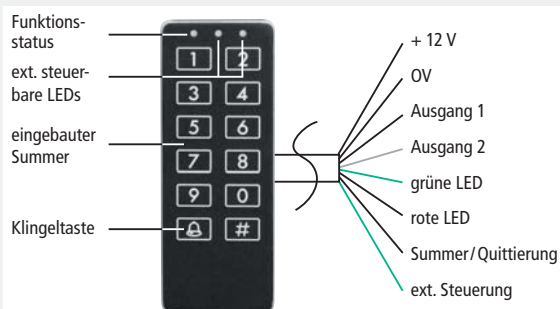 Funktions-
status
ext. steuer-
bare LEDs
eingebauter
Summer
Klingeltaste
1 2
3 4
5 6
7 8
9 0
#
+ 12 V
OV
Ausgang 1
Ausgang 2
grüne LED
rote LED
Summer/Quittierung
ext. Steuerung